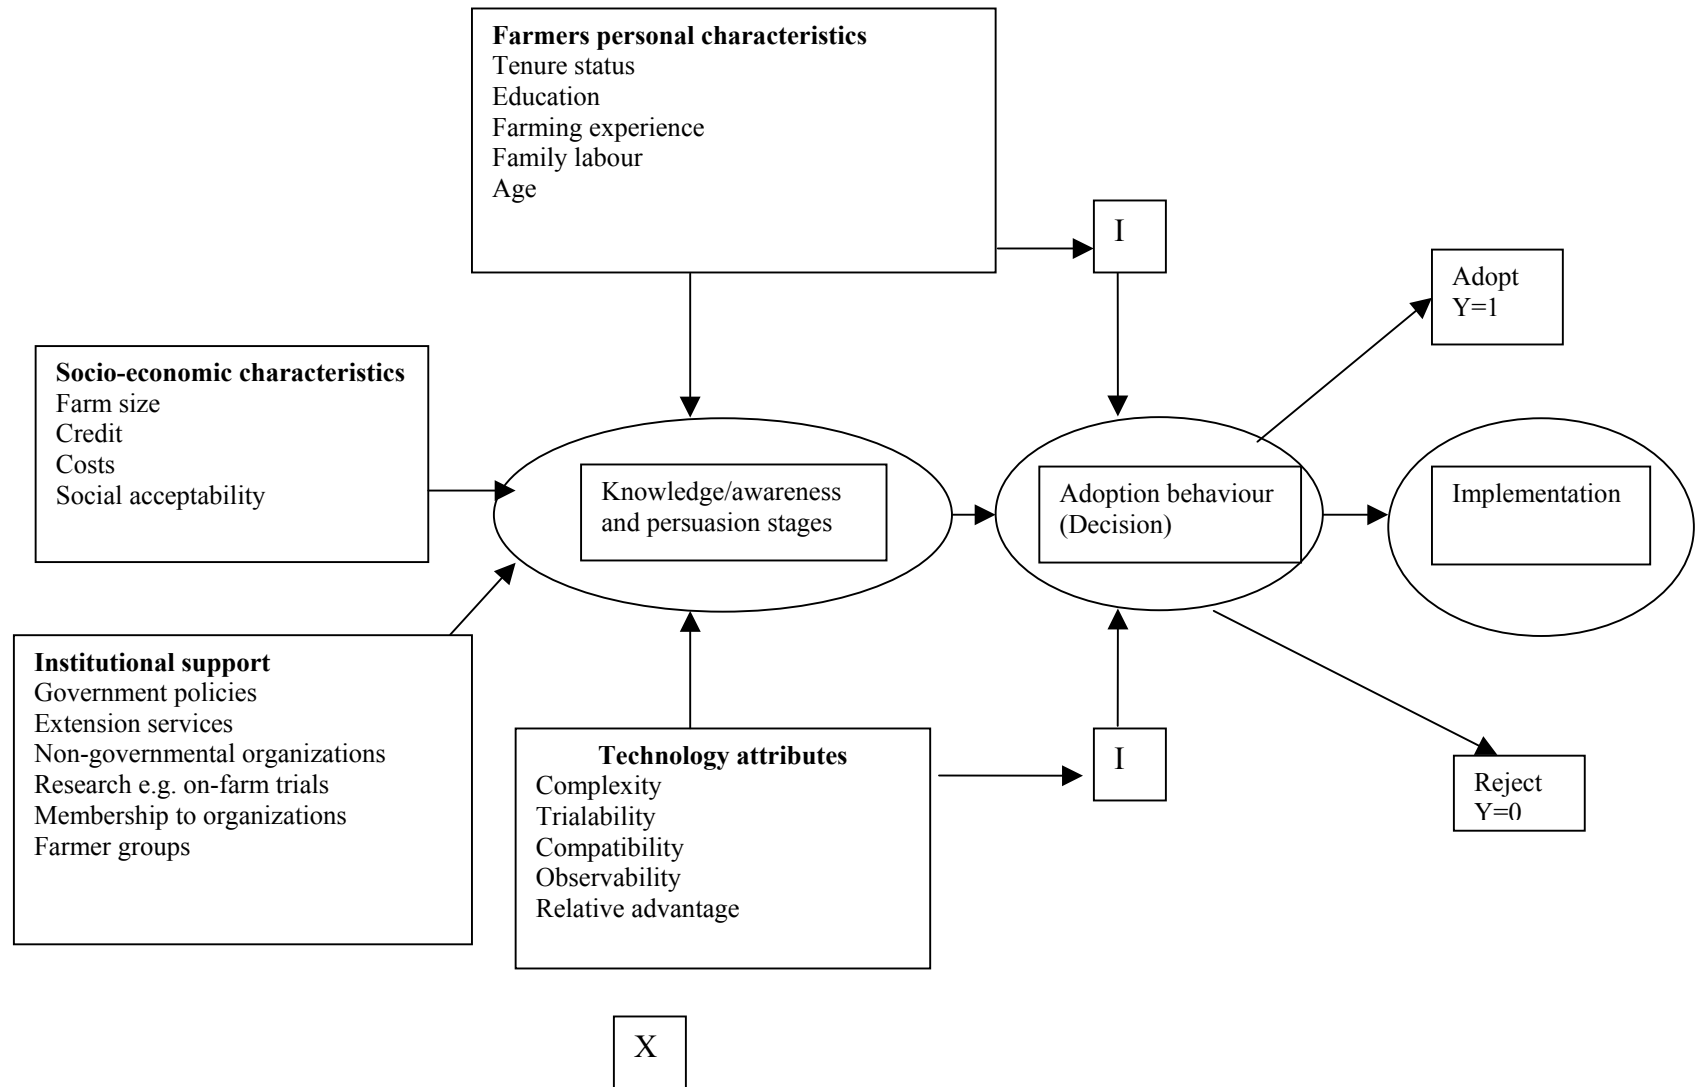 Farmers personal characteristics
Tenure status
Education
Farming experience
Family labour
Age
I
Adopt
Y=1
Socio-economic characteristics
Farm size
Credit
Costs
Social acceptability
Knowledge/awareness
and persuasion stages
Adoption behaviour
(Decision)
Implementation
Institutional support
Government policies
Extension services
Non-governmental organizations
Research e.g. on-farm trials
Membership to organizations
Farmer groups
Technology attributes
Complexity
Trialability
Compatibility
Observability
Relative advantage
I
Reject
Y=0
X